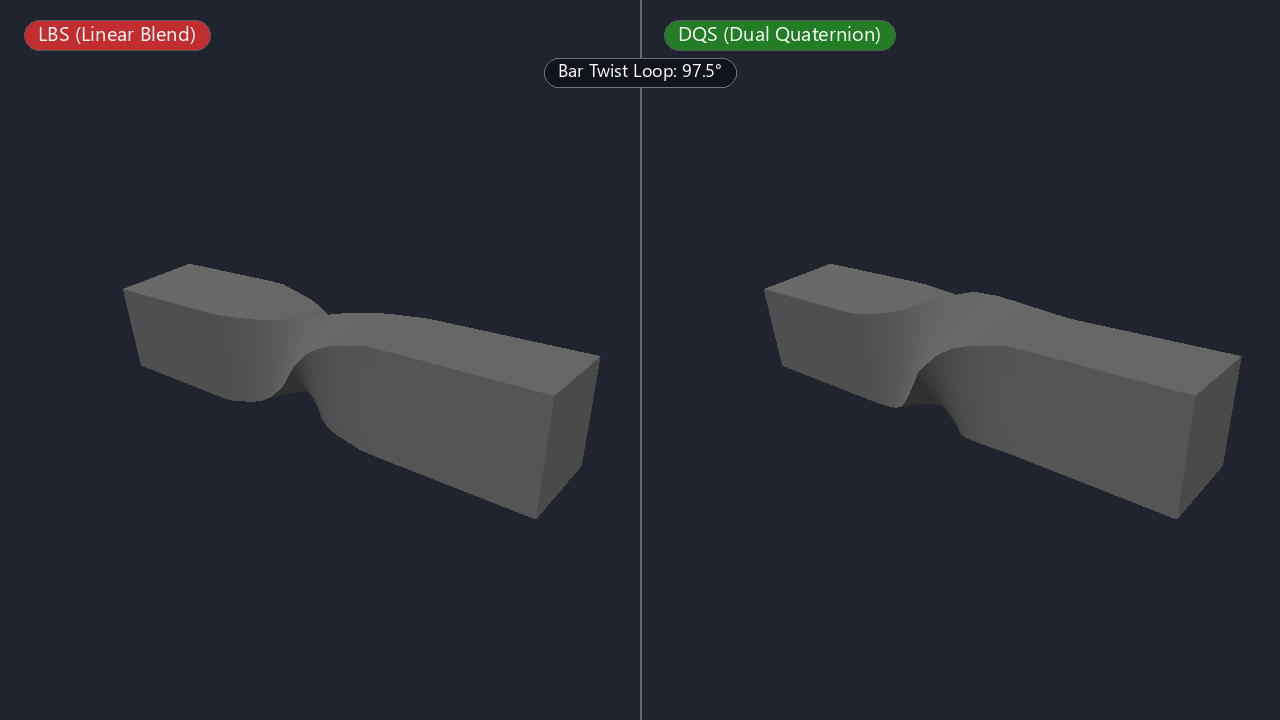 LBS (Linear Blend)
DQS (Dual Quaternion)
Bar Twist Loop: 97.5°